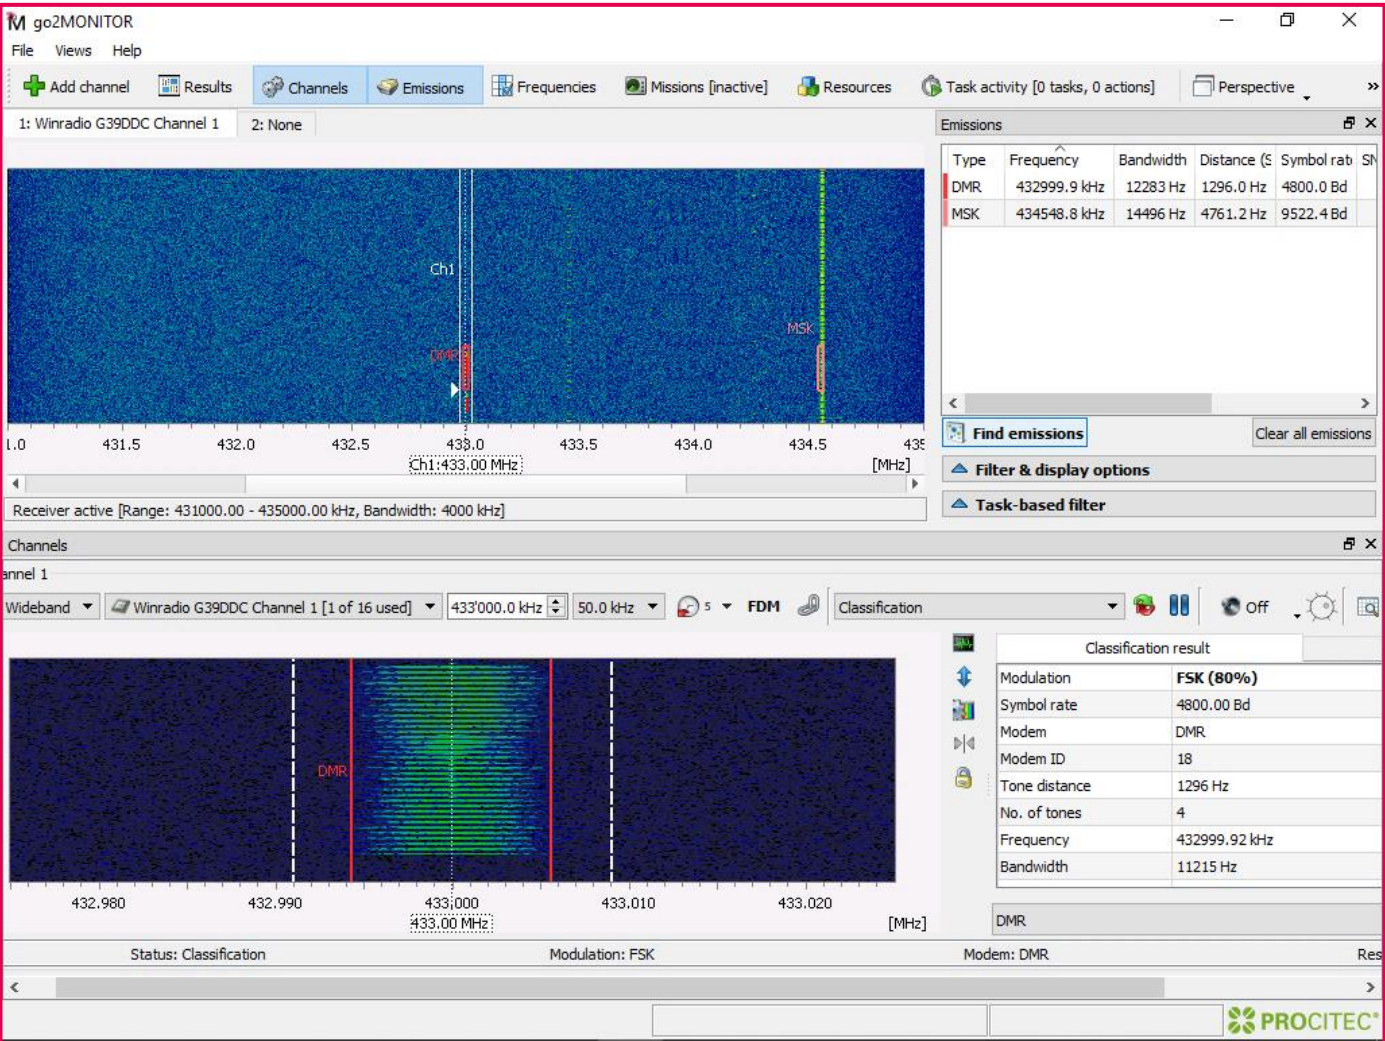 go2MONITOR
File Views Help
Add channel Results Channels Emissions Frequencies Missions [inactive] Resources Task activity [0 tasks, 0 actions] Perspective »
1: Winradio G39DDC Channel 1 2: None
Emissions
Type Frequency Bandwidth Distance (S Symbol rat SN
DMR 432999.9 kHz 12283 Hz 1296.0 Hz 4800.0 Bd
MSK 434548.8 kHz 14496 Hz 4761.2 Hz 9522.4 Bd
Ch1
MSK
DMR
1.0 431.5 432.0 432.5 433.0 433.5 434.0 434.5 435
Ch1:433.00 MHz [MHz]
Find emissions Clear all emissions
Filter & display options
Task-based filter
Receiver active [Range: 431000.00 - 435000.00 kHz, Bandwidth: 4000 kHz]
Channels
annel 1
Wideband Winradio G39DDC Channel 1 [1 of 16 used] 433'000.0 kHz 50.0 kHz 5 FDM Classification Off
Classification result
Modulation FSK (80%)
Symbol rate 4800.00 Bd
Modem DMR
Modem ID 18
Tone distance 1296 Hz
No. of tones 4
Frequency 432999.92 kHz
Bandwidth 11215 Hz
DMR
DMR
432.980 432.990 433.000 433.010 433.020
433.00 MHz [MHz]
Status: Classification Modulation: FSK Modem: DMR Res
PROCITEC